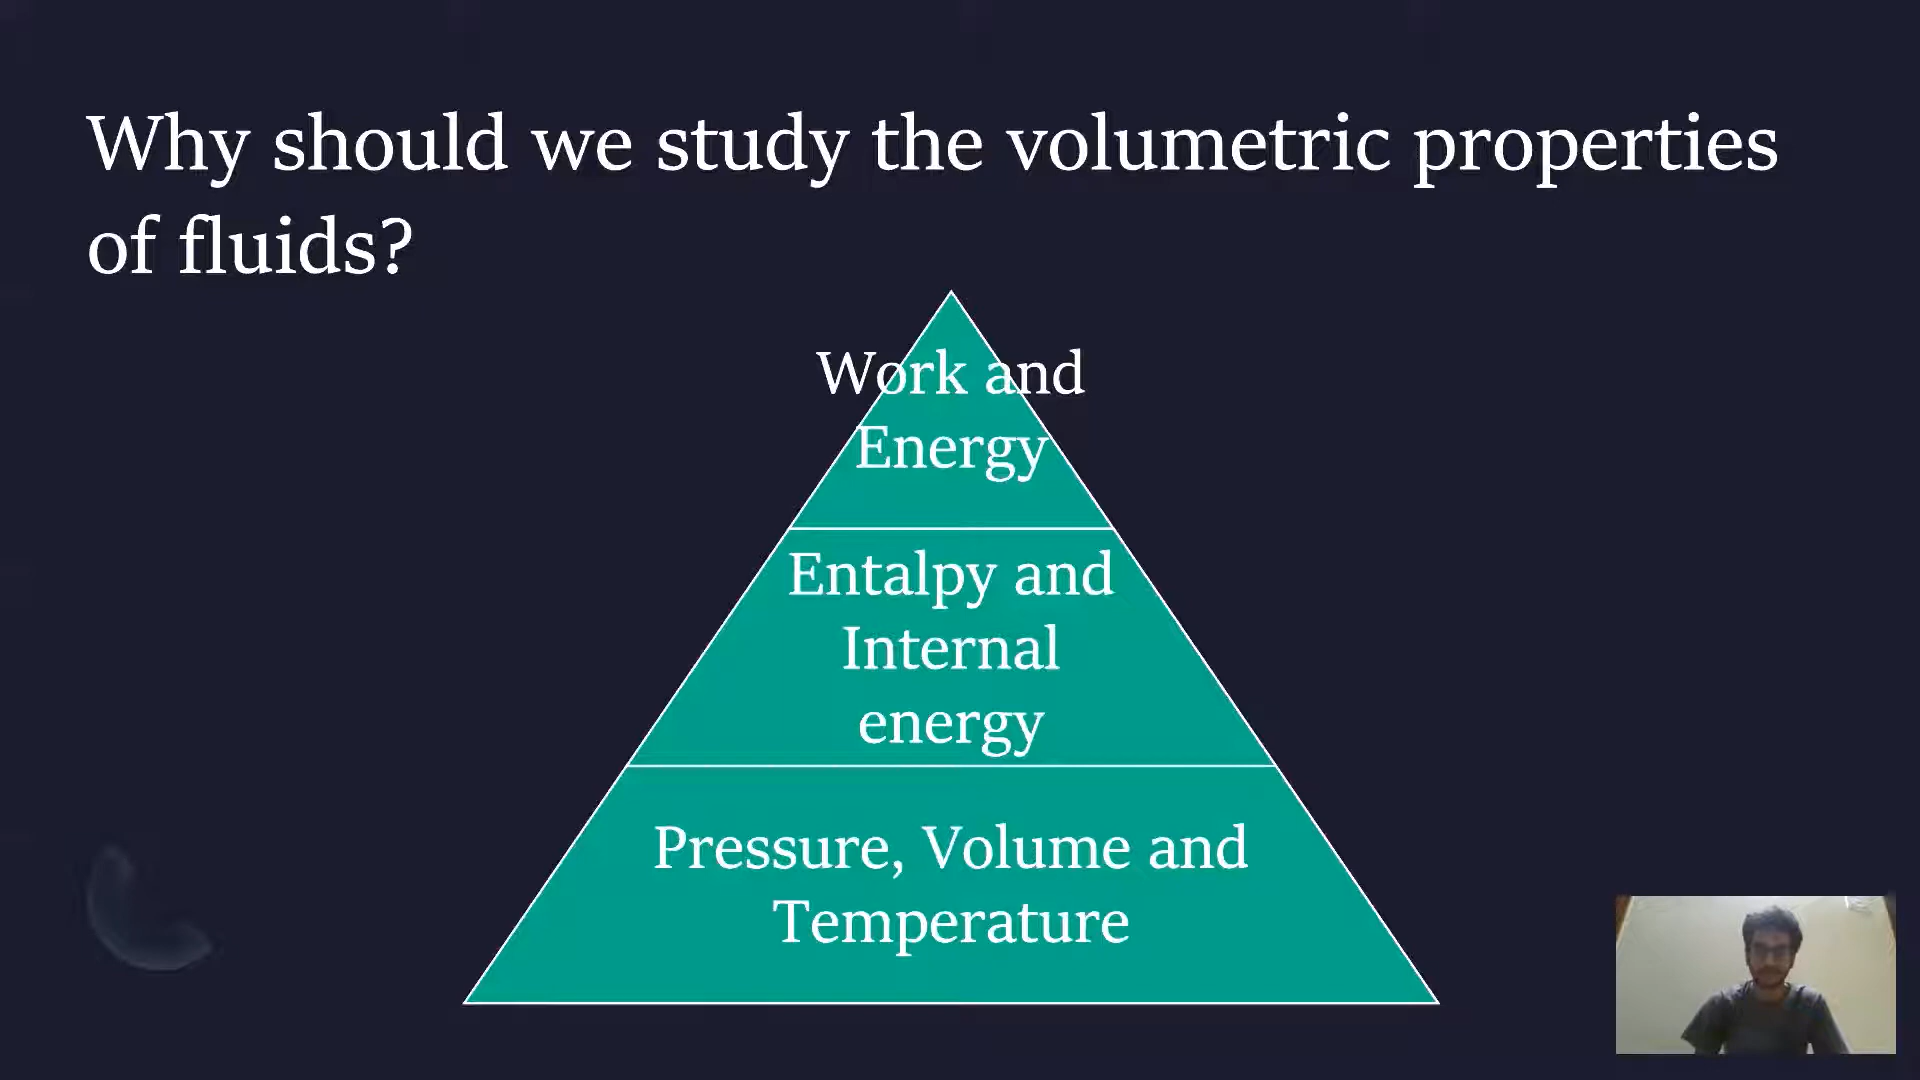 Why should we study the volumetric properties
of fluids?
Work and
Energy
Entalpy and
Internal
energy
Pressure, Volume and
Temperature